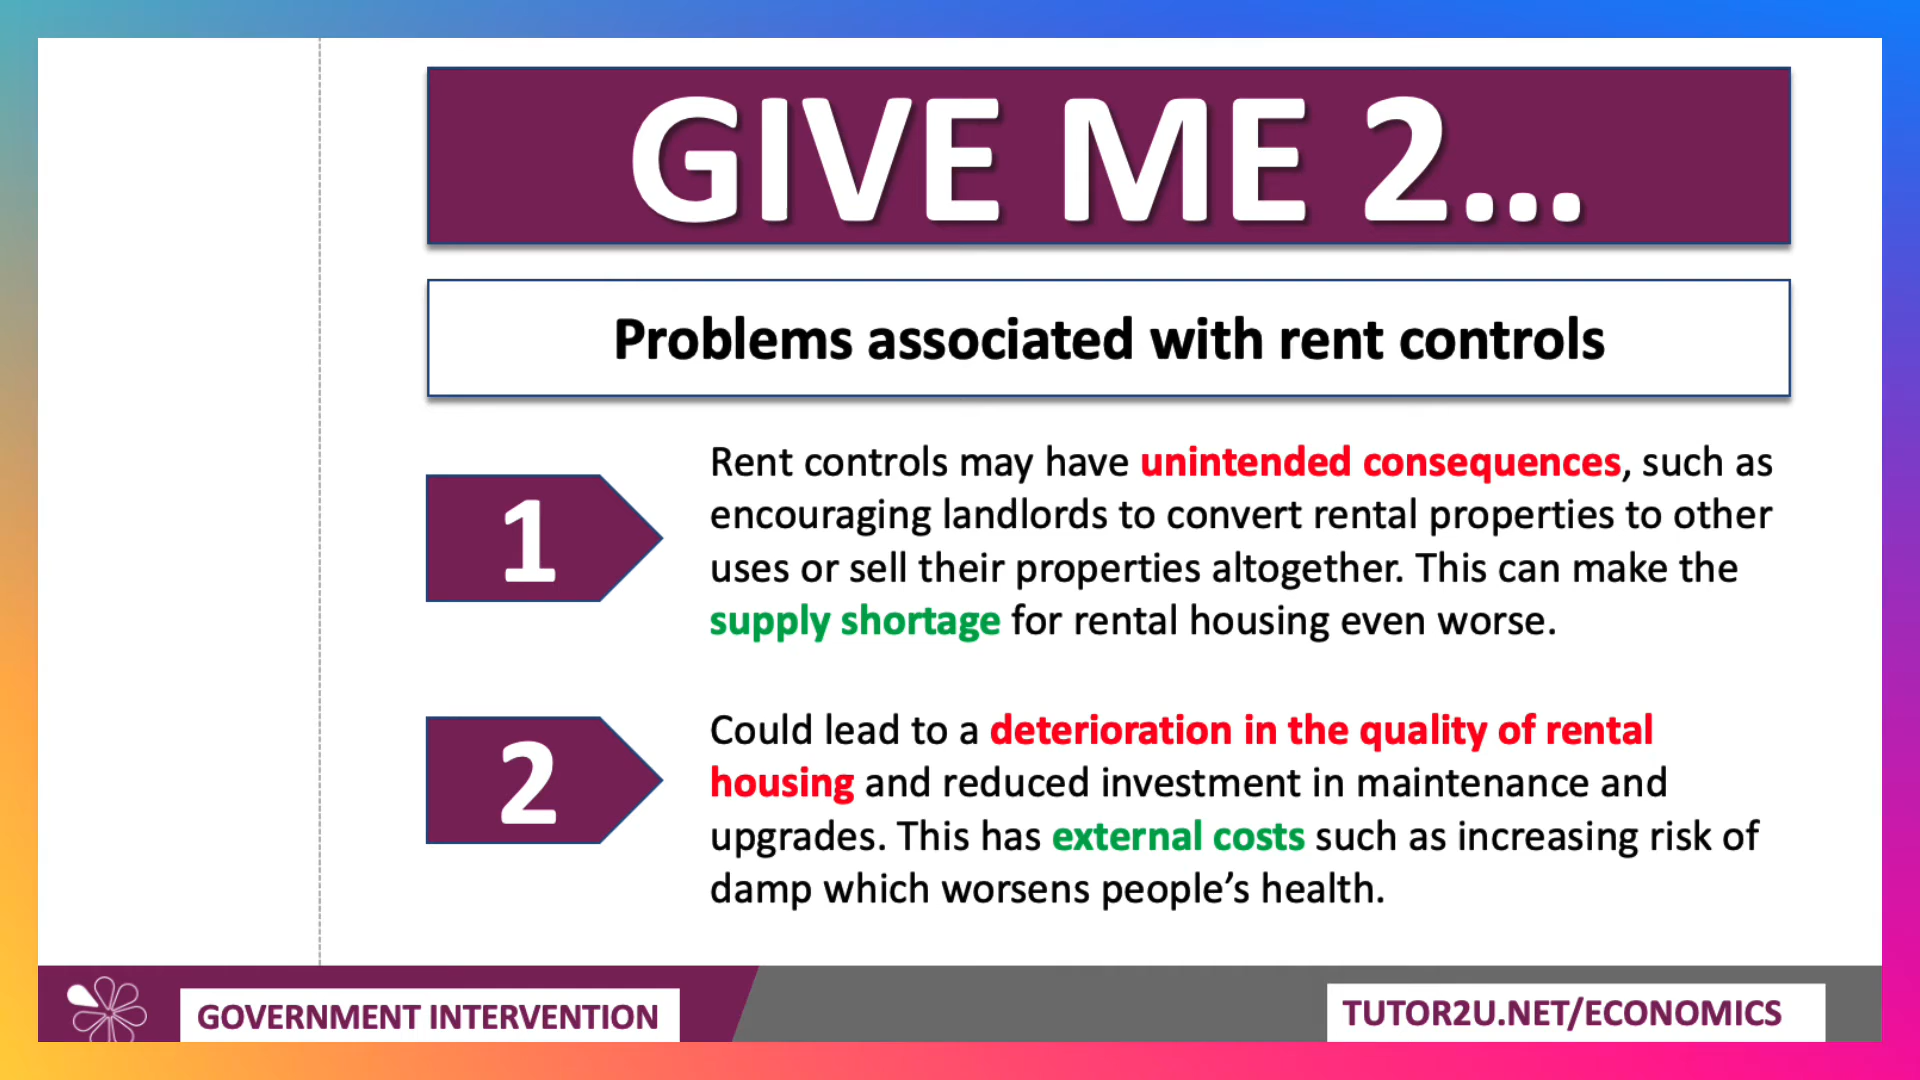 GIVE ME 2...
Problems associated with rent controls
1
Rent controls may have unintended consequences, such as
encouraging landlords to convert rental properties to other
uses or sell their properties altogether. This can make the
supply shortage for rental housing even worse.
2
Could lead to a deterioration in the quality of rental
housing and reduced investment in maintenance and
upgrades. This has external costs such as increasing risk of
damp which worsens people’s health.
GOVERNMENT INTERVENTION
TUTOR2U.NET/ECONOMICS